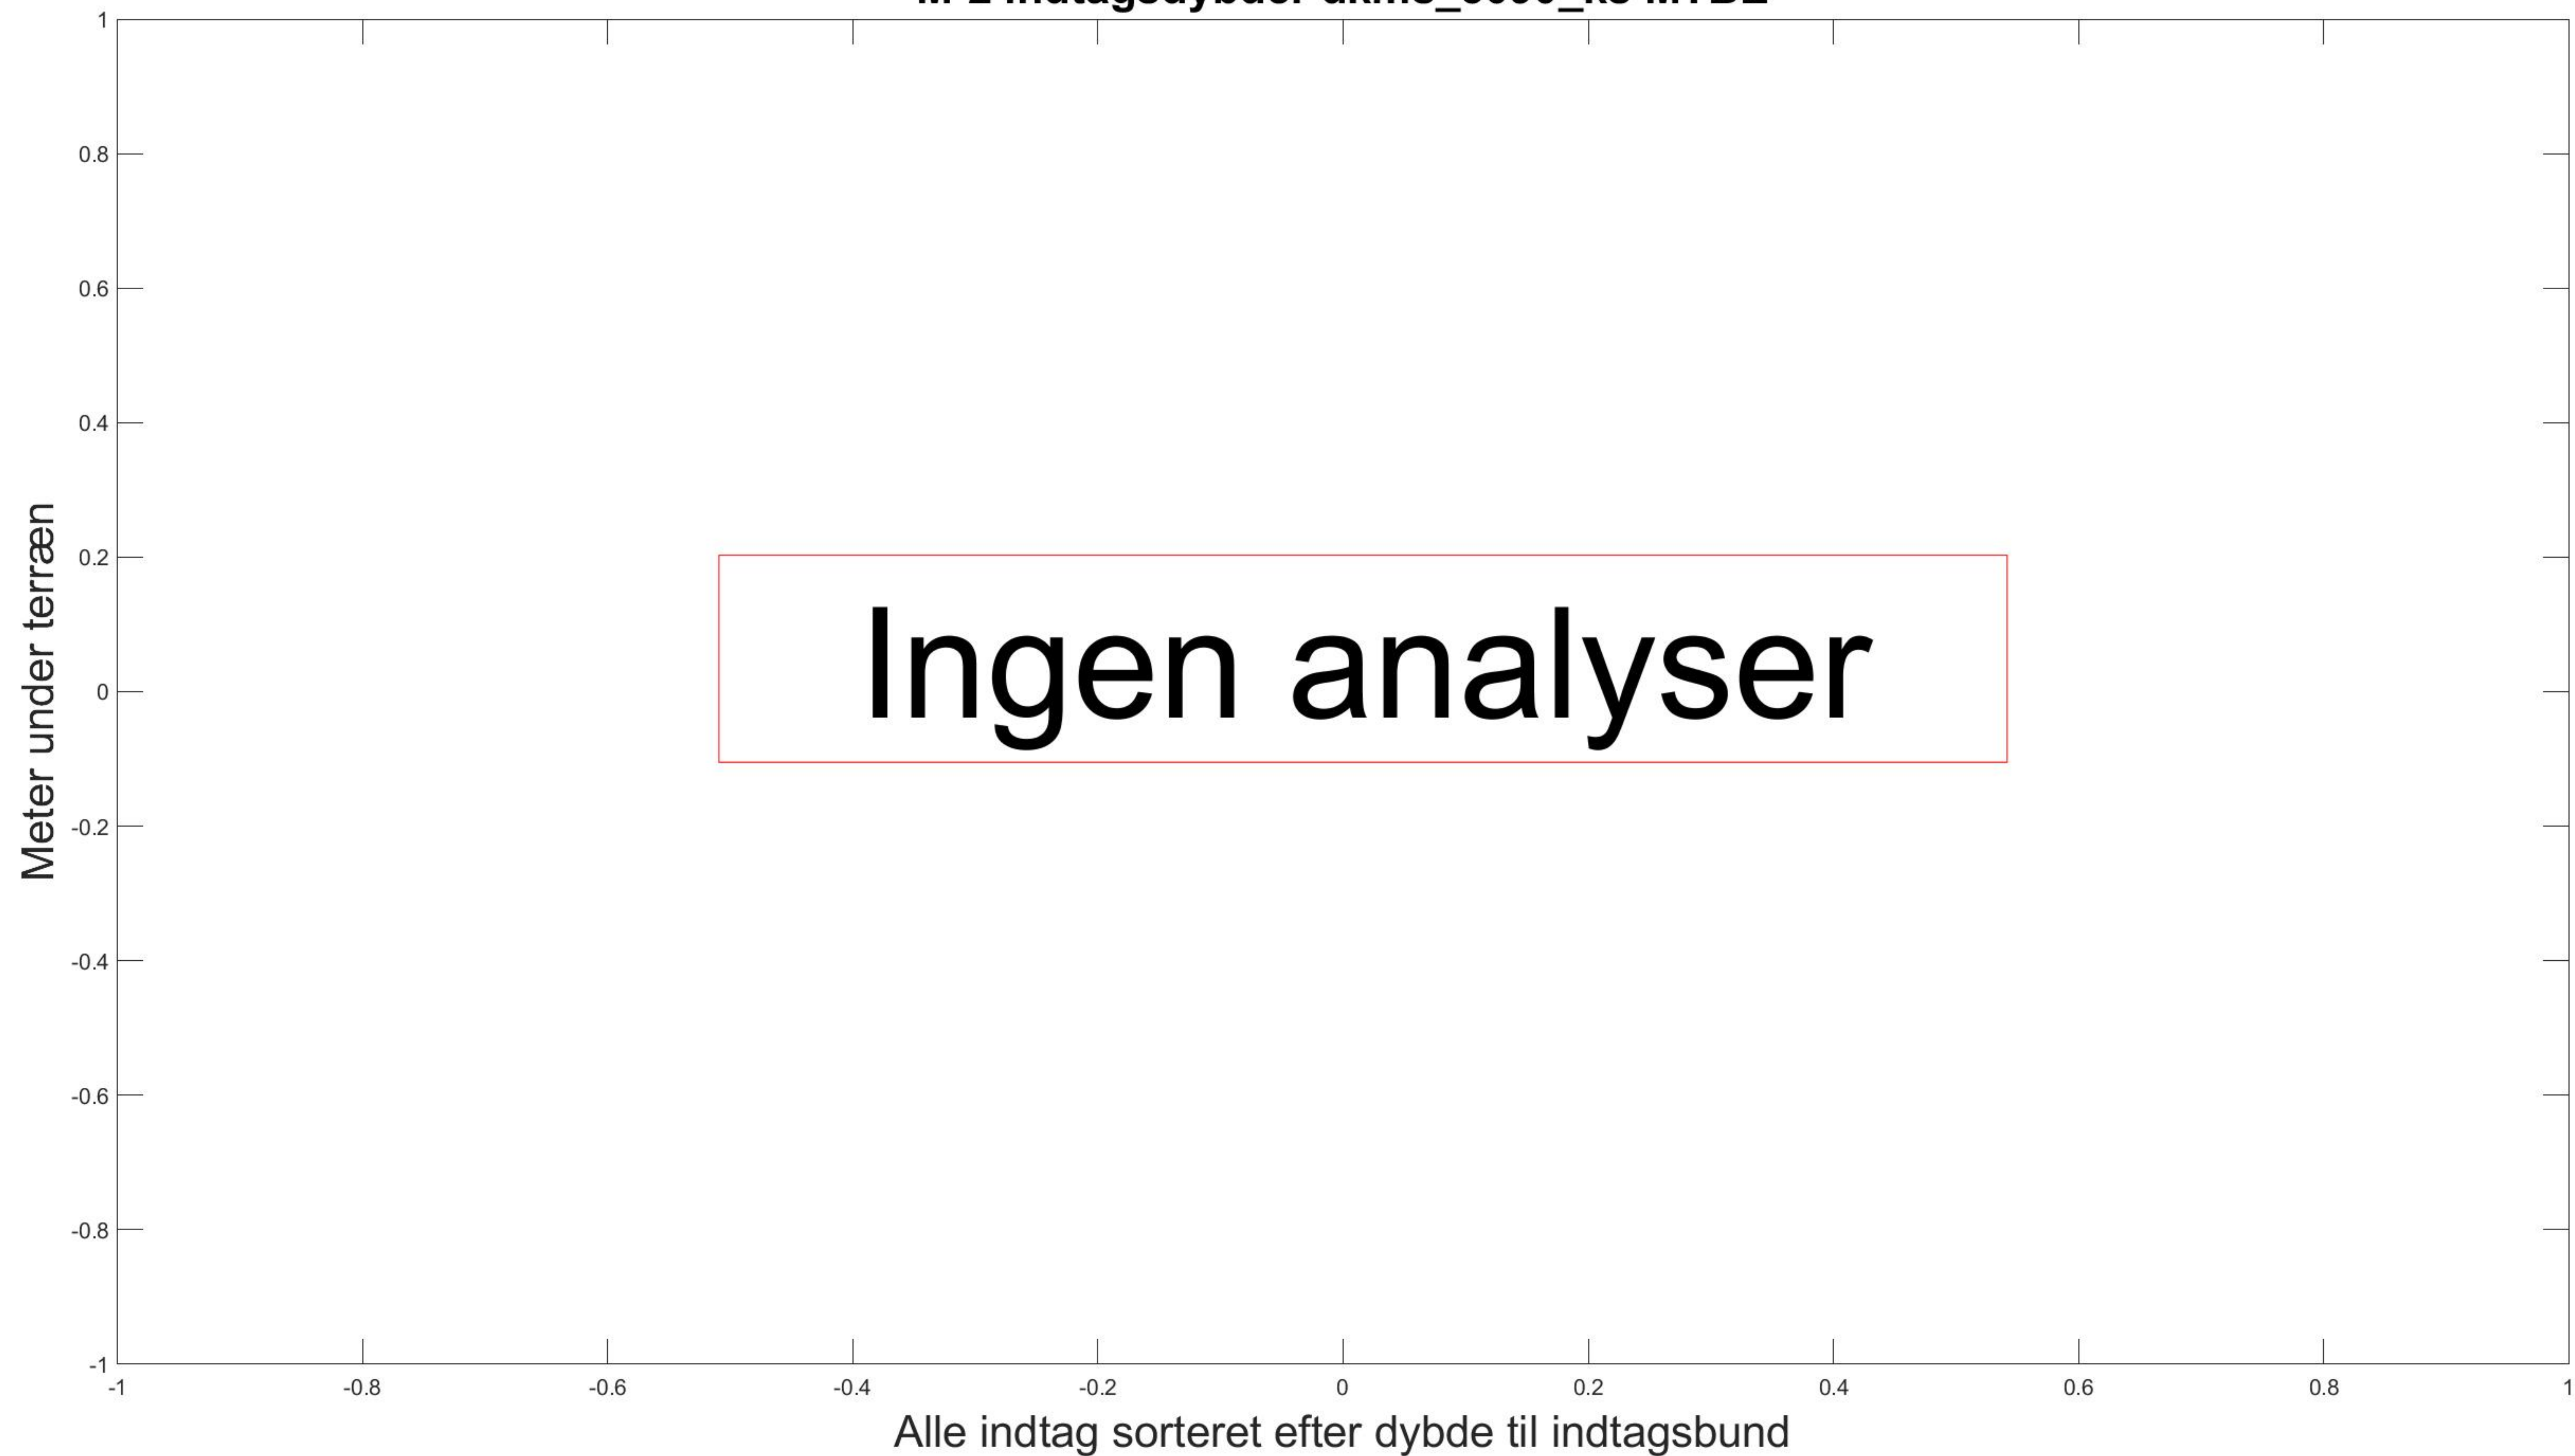 indtagsdybder
MTBE
1
0.8
0.6
0.4
0.2
0
-0.2
-0.4
-0.6
-0.8
-1
Meter under terræn
Ingen analyser
-1 -0.8 -0.6 -0.4 -0.2 0 0.2 0.4 0.6 0.8 1
Alle indtag sorteret efter dybde til indtagsbund